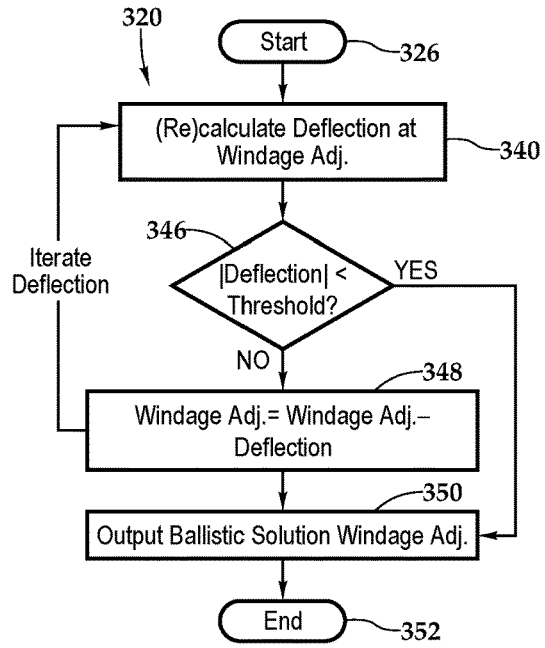 320
Start
326
(Re)calculate Deflection at
Windage Adj.
340
346
|Deflection| <
Threshold?
YES
Iterate
Deflection
NO
348
Windage Adj.= Windage Adj.–
Deflection
350
Output Ballistic Solution Windage Adj.
End
352